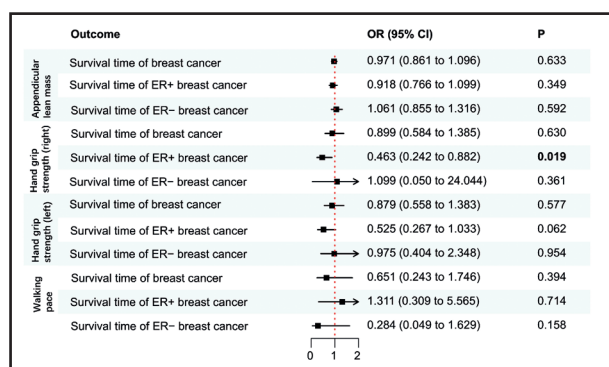 Outcome OR (95% CI) P
Appendicular lean mass
Survival time of breast cancer 0.971 (0.861 to 1.096) 0.633
Survival time of ER+ breast cancer 0.918 (0.766 to 1.099) 0.349
Survival time of ER− breast cancer 1.061 (0.855 to 1.316) 0.592
Hand grip strength (right)
Survival time of breast cancer 0.899 (0.584 to 1.385) 0.630
Survival time of ER+ breast cancer 0.463 (0.242 to 0.882) 0.019
Survival time of ER− breast cancer 1.099 (0.050 to 24.044) 0.361
Hand grip strength (left)
Survival time of breast cancer 0.879 (0.558 to 1.383) 0.577
Survival time of ER+ breast cancer 0.525 (0.267 to 1.033) 0.062
Survival time of ER− breast cancer 0.975 (0.404 to 2.348) 0.954
Walking pace
Survival time of breast cancer 0.651 (0.243 to 1.746) 0.394
Survival time of ER+ breast cancer 1.311 (0.309 to 5.565) 0.714
Survival time of ER− breast cancer 0.284 (0.049 to 1.629) 0.158
0 1 2